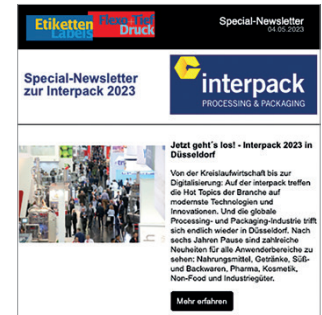 Etiketten Flexo+Tief
Labels Druck
Special-Newsletter
04.05.2023
Special-Newsletter
zur Interpack 2023
interpack
PROCESSING & PACKAGING
Jetzt geht´s los! - Interpack 2023 in
Düsseldorf
Von der Kreislaufwirtschaft bis zur
Digitalisierung: Auf der interpack treffen
die Hot Topics der Branche auf
modernste Technologien und
Innovationen. Und die globale
Processing- und Packaging-Industrie trifft
sich endlich wieder in Düsseldorf. Nach
sechs Jahren Pause sind zahlreiche
Neuheiten für alle Anwenderbereiche zu
sehen: Nahrungsmittel, Getränke, Süß-
und Backwaren, Pharma, Kosmetik,
Non-Food und Industriegüter.
Mehr erfahren